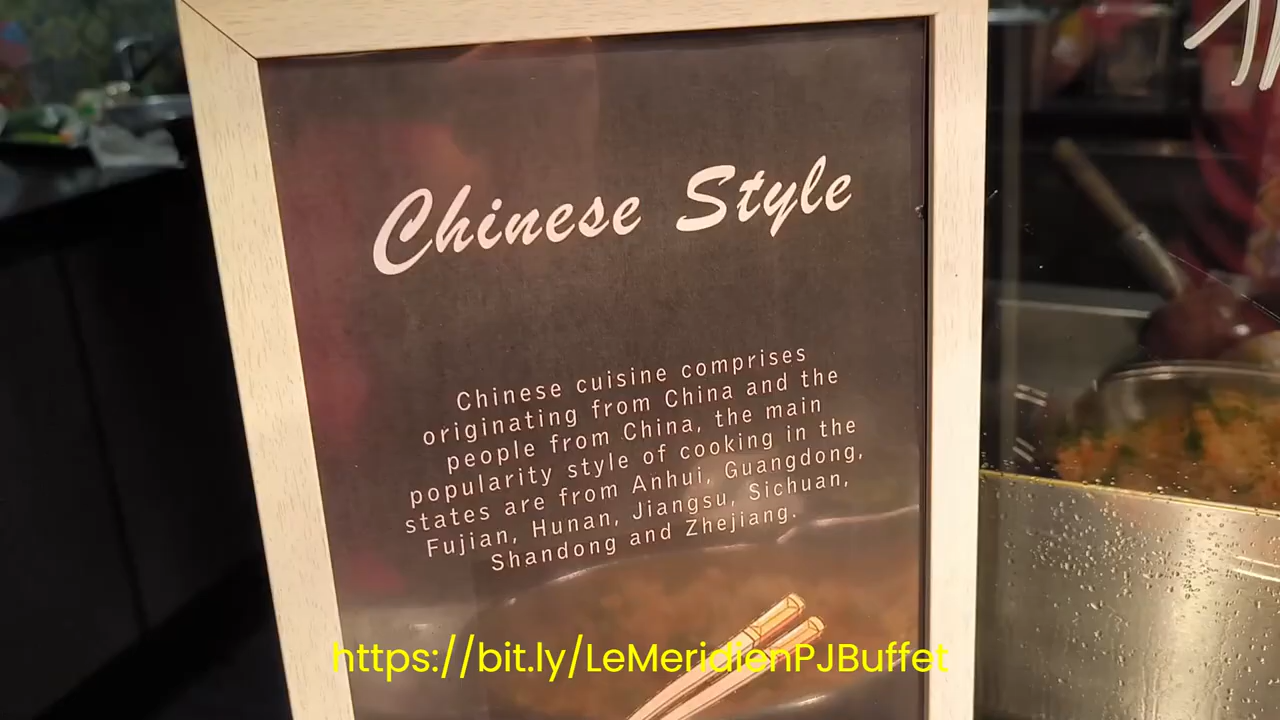 Chinese Style
Chinese cuisine comprises
originating from China and the
people from China, the main
popularity style of cooking in the
states are from Anhui, Guangdong,
Fujian, Hunan, Jiangsu, Sichuan,
Shandong and Zhejiang.
https://bit.ly/LeMeridienPJBuffet